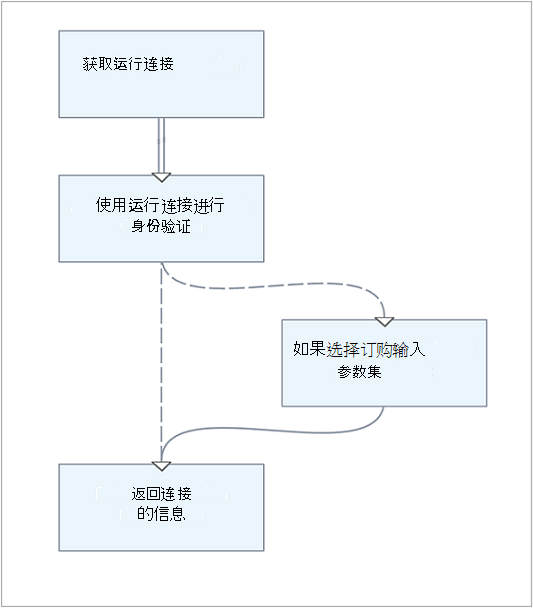 获取运行连接
使用运行连接进行
身份验证
如果选择订购输入
参数集
返回连接
的信息